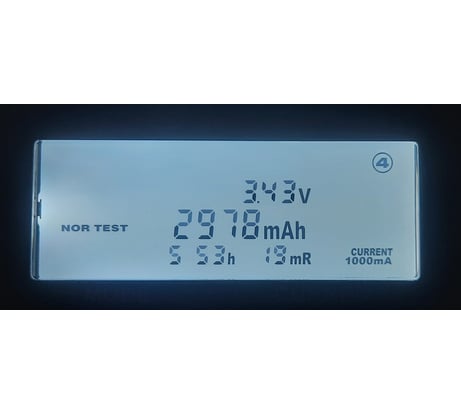 4
3.43V
NOR TEST 2978mAh
5 53h 19mR CURRENT 1000mA